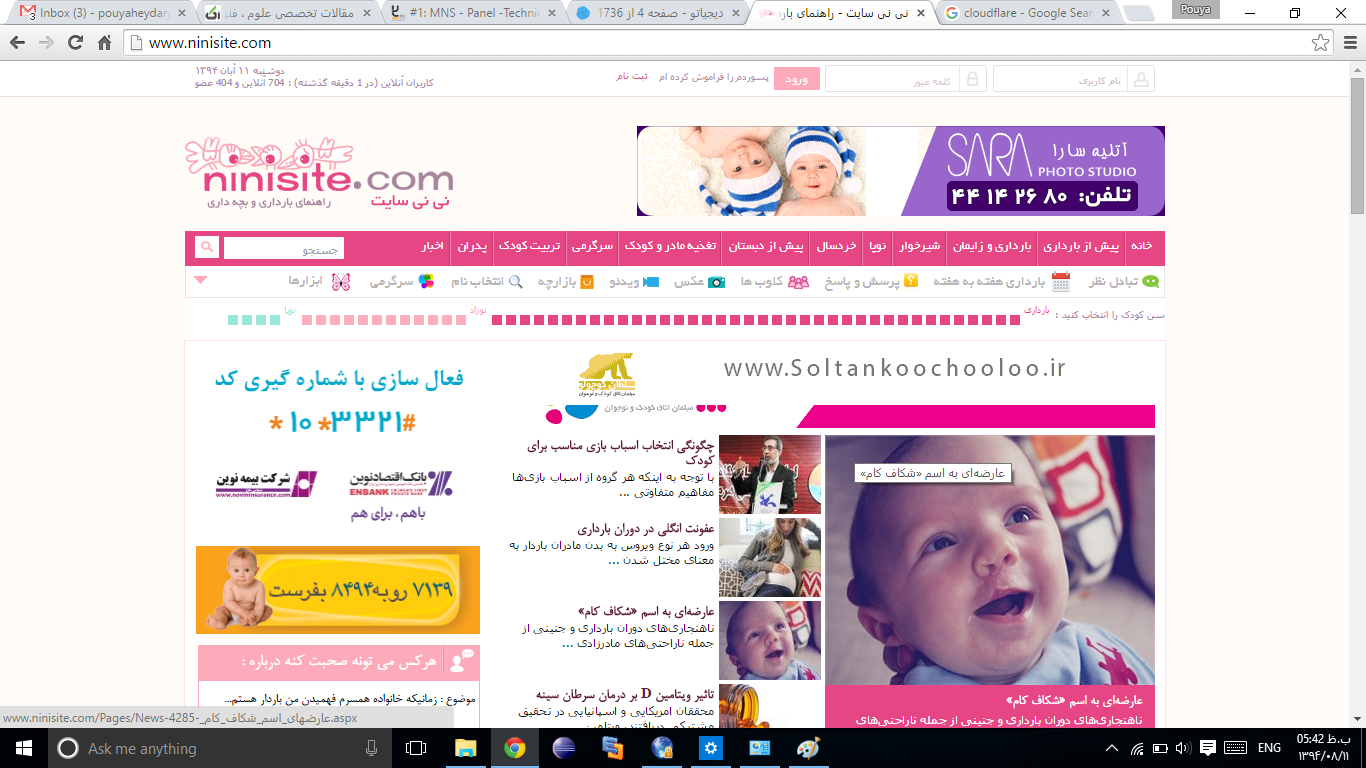 Inbox (3) - pouyaheydary
مقالات تخصصی علوم ، فنی
#1: MNS - Panel -Technic
دیجیاتو - صفحه 4 از 1736
نی نی سایت - راهنمای بارد
cloudflare - Google Sear
Pouya
www.ninisite.com
دوشنبه ۱۱ آبان ۱۳۹۴
کاربران آنلاین (در 1 دقیقه گذشته) : 704 آنلاین و 404 عضو
نام کاربری
کلمه عبور
ورود
پسوردم را فراموش کرده ام
ثبت نام
ninisite.com
نی نی سایت
راهنمای بارداری و بچه داری
SARA آتلیه سارا
PHOTO STUDIO
تلفن: ۴۴ ۱۴ ۲۶ ۸۰
خانه
پیش از بارداری
بارداری و زایمان
شیرخوار
نوپا
خردسال
پیش از دبستان
تغذیه مادر و کودک
سرگرمی
تربیت کودک
پدران
اخبار
جستجو
تبادل نظر
بارداری هفته به هفته
پرسش و پاسخ
کلوب ها
عکس
ویدئو
بازارچه
انتخاب نام
سرگرمی
ابزارها
سن کودک را انتخاب کنید :
بارداری
نوزاد
نوپا
www.Soltankoochooloo.ir
سلطان کوچولو
مبلمان اتاق کودک و نوجوان
مبلمان اتاق کودک و نوجوان
فعال سازی با شماره گیری کد
* ۱۰ *۳۳۲۱#
بانک اقتصاد نوین
ENBANK
شرکت بیمه نوین
www.novininsurance.com
باهم، برای هم
۷۱۳۹ رو به ۸۴۹۴ بفرست
هرکس می تونه صحبت کنه درباره :
موضوع : زمانیکه خانواده همسرم فهمیدن من باردار هستم...
چگونگی انتخاب اسباب بازی مناسب برای
کودک
با توجه به اینکه هر گروه از اسباب بازی‌ها
مفاهیم متفاوتی ...
عفونت انگلی در دوران بارداری
ورود هر نوع ویروس به بدن مادران باردار به
معنای مختل شدن ...
عارضه‌ای به اسم «شکاف کام»
ناهنجاری‌های دوران بارداری و جنینی از
جمله ناراحتی‌های مادرزادی ...
تاثیر ویتامین D بر درمان سرطان سینه
محققان امریکایی و اسپانیایی در تحقیق
عارضه‌ای به اسم «شکاف کام»
عارضه‌ای به اسم «شکاف کام»
ناهنجاری‌های دوران بارداری و جنینی از جمله ناراحتی‌های
www.ninisite.com/Pages/News-4285-_عارضهای_اسم_شکاف_کام.aspx
Ask me anything
ENG
05:42 ب.ظ
۱۳۹۴/۰۸/۱۱